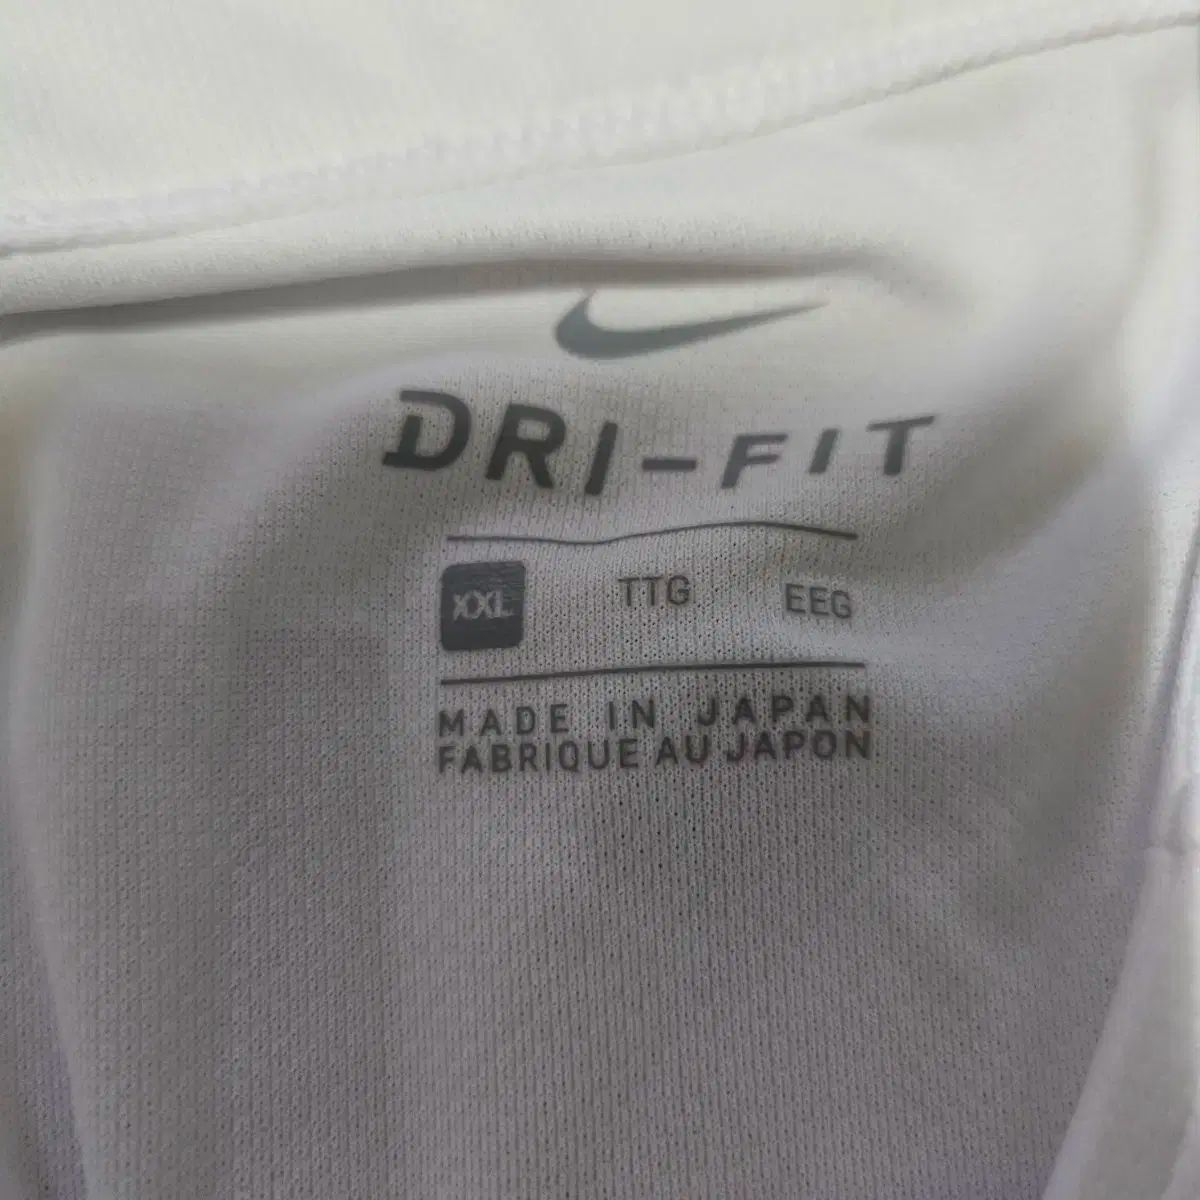 DRI-FIT
XXL TTG EEG
MADE IN JAPAN
FABRIQUE AU JAPON